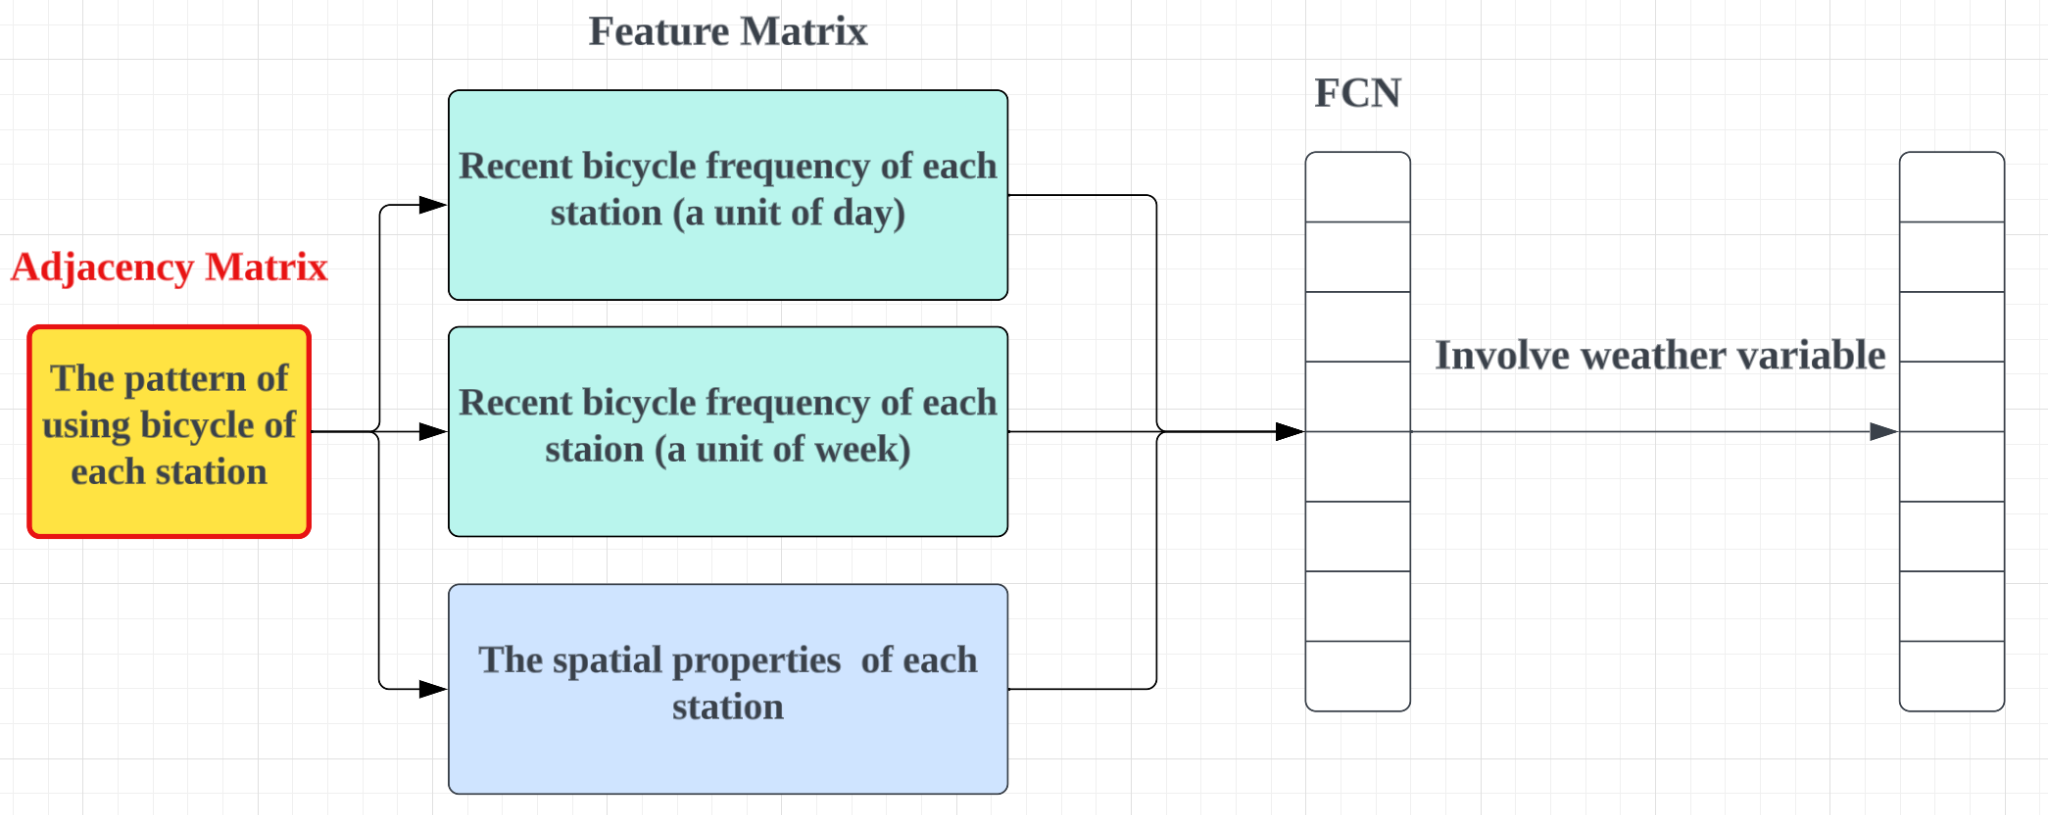 Feature Matrix
FCN
Recent bicycle frequency of each
station (a unit of day)
Adjacency Matrix
The pattern of
using bicycle of
each station
Recent bicycle frequency of each
staion (a unit of week)
Involve weather variable
The spatial properties  of each
station